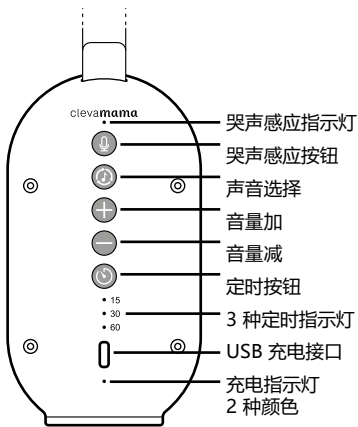 clevamama
哭声感应指示灯
哭声感应按钮
声音选择
音量加
音量减
定时按钮
15
30
60
3 种定时指示灯
USB 充电接口
充电指示灯
2 种颜色